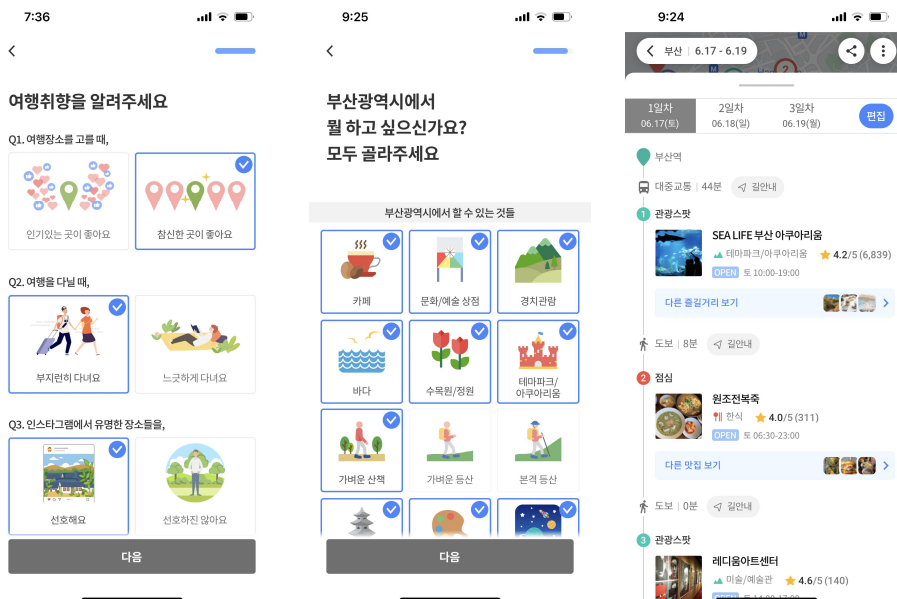 7:36
여행취향을 알려주세요
Q1. 여행장소를 고를 때,
인기있는 곳이 좋아요
참신한 곳이 좋아요
Q2. 여행을 다닐 때,
부지런히 다녀요
느긋하게 다녀요
Q3. 인스타그램에서 유명한 장소들을,
선호해요
선호하진 않아요
다음
9:25
부산광역시에서
뭘 하고 싶으신가요?
모두 골라주세요
부산광역시에서 할 수 있는 것들
카페
문화/예술 상점
경치관람
바다
수목원/정원
테마파크/
아쿠아리움
가벼운 산책
가벼운 등산
본격 등산
다음
9:24
부산 6.17 - 6.19
1일차
06.17(토)
2일차
06.18(일)
3일차
06.19(월)
편집
부산역
대중교통 | 44분 길안내
1 관광스팟
SEA LIFE 부산 아쿠아리움
테마파크/아쿠아리움 4.2/5 (6,839)
OPEN 토 10:00-19:00
다른 즐길거리 보기
도보 | 8분 길안내
2 점심
원조전복죽
한식 4.0/5 (311)
OPEN 토 06:30-23:00
다른 맛집 보기
도보 | 0분 길안내
3 관광스팟
레디움아트센터
미술/예술관 4.6/5 (140)